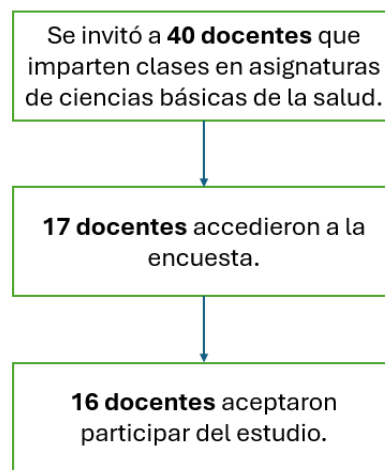 Se invitó a 40 docentes que
imparten clases en asignaturas
de ciencias básicas de la salud.
17 docentes accedieron a la
encuesta.
16 docentes aceptaron
participar del estudio.